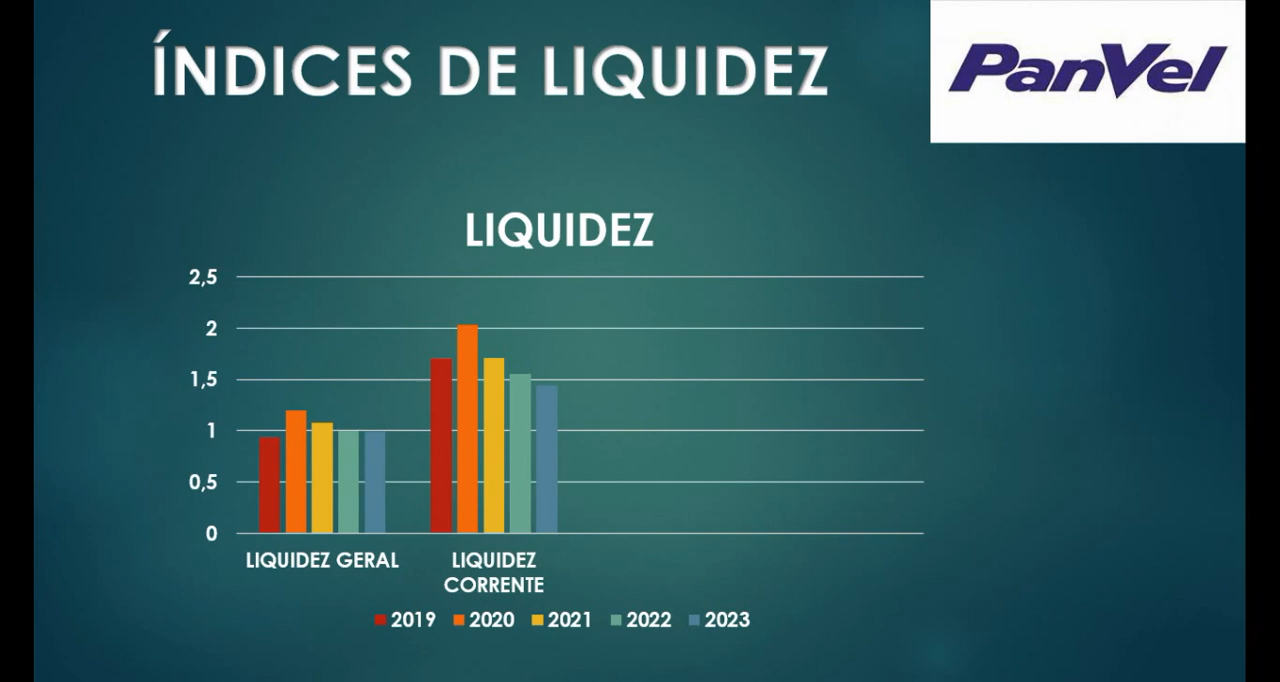 ÍNDICES DE LIQUIDEZ
PanVel
LIQUIDEZ
2,5
2
1,5
1
0,5
0
LIQUIDEZ GERAL
LIQUIDEZ
CORRENTE
2019 2020 2021 2022 2023